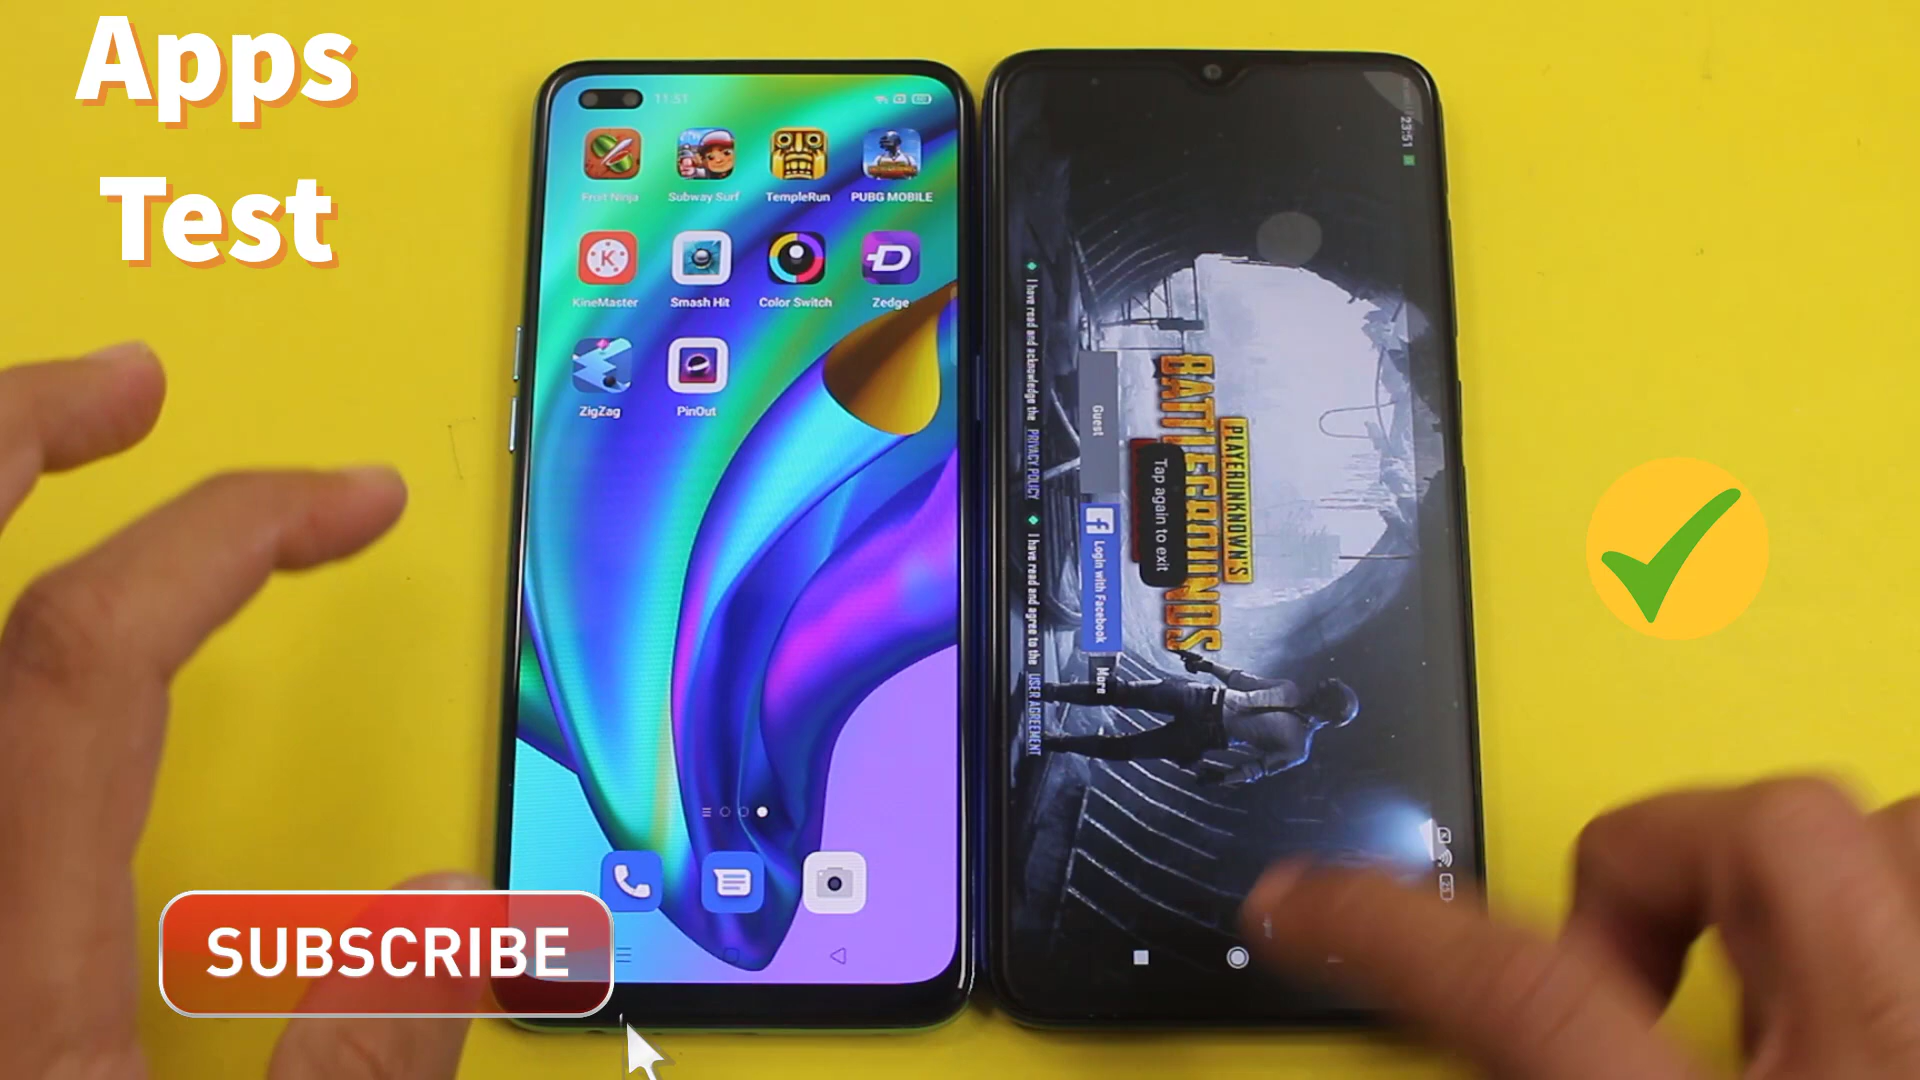 Apps
Test
11:51
Fruit Ninja
Subway Surf
TempleRun
PUBG MOBILE
KineMaster
Smash Hit
Color Switch
Zedge
ZigZag
PinOut
SUBSCRIBE
23:51
PLAYERUNKNOWN'S
BATTLEGROUNDS
Tap again to exit
Guest
Login with Facebook
More
I have read and acknowledge the PRIVACY POLICY
I have read and agree to the USER AGREEMENT